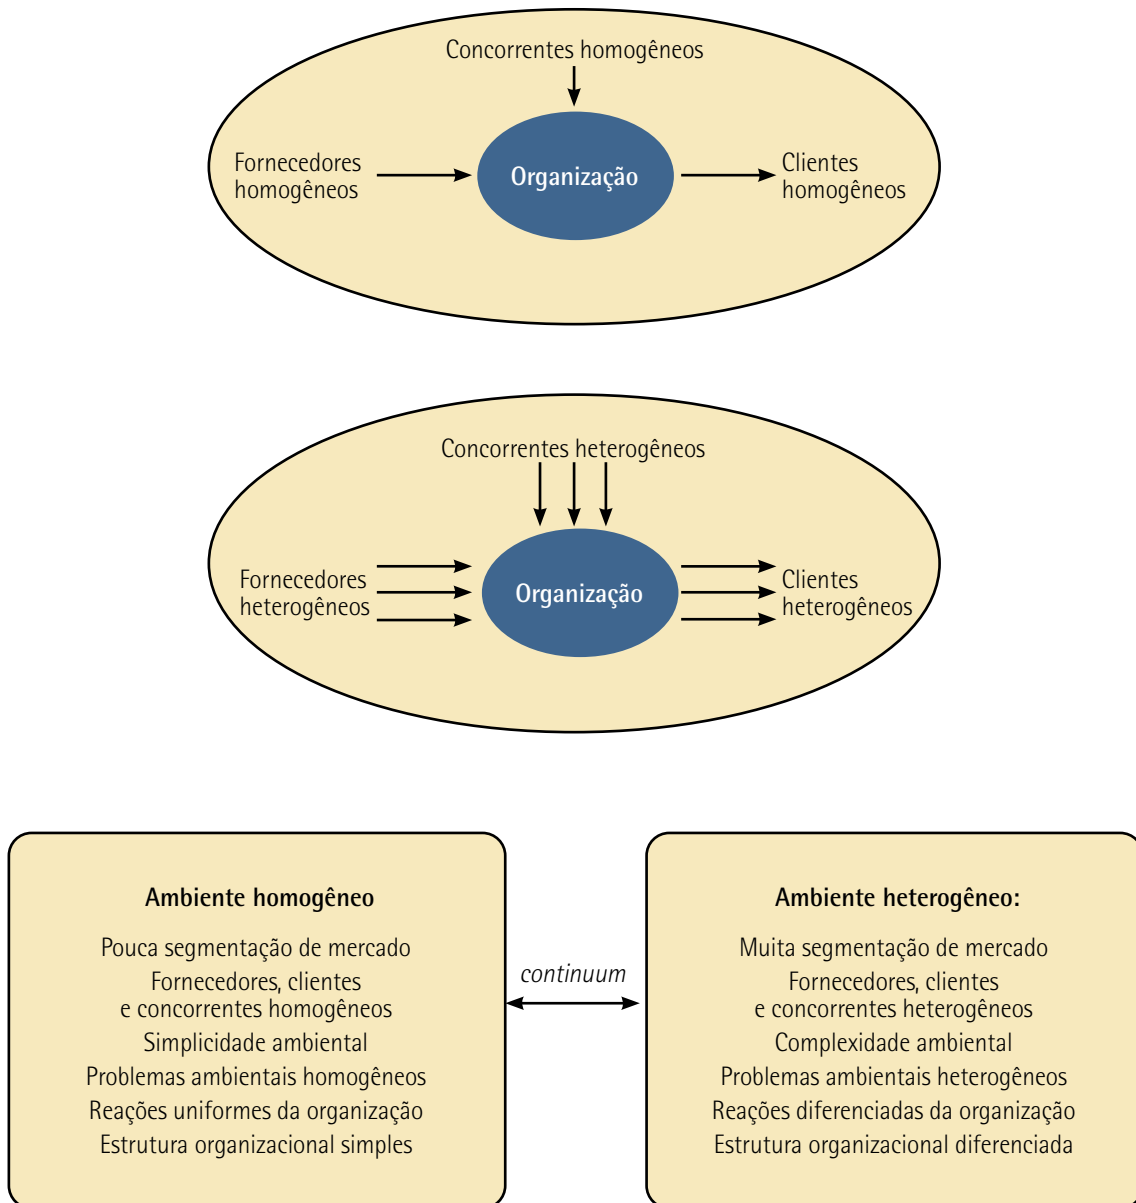 Concorrentes homogêneos
Fornecedores
homogêneos
Organização
Clientes
homogêneos
Concorrentes heterogêneos
Fornecedores
heterogêneos
Organização
Clientes
heterogêneos
Ambiente homogêneo
Pouca segmentação de mercado
Fornecedores, clientes
e concorrentes homogêneos
Simplicidade ambiental
Problemas ambientais homogêneos
Reações uniformes da organização
Estrutura organizacional simples
continuum
Ambiente heterogêneo:
Muita segmentação de mercado
Fornecedores, clientes
e concorrentes heterogêneos
Complexidade ambiental
Problemas ambientais heterogêneos
Reações diferenciadas da organização
Estrutura organizacional diferenciada